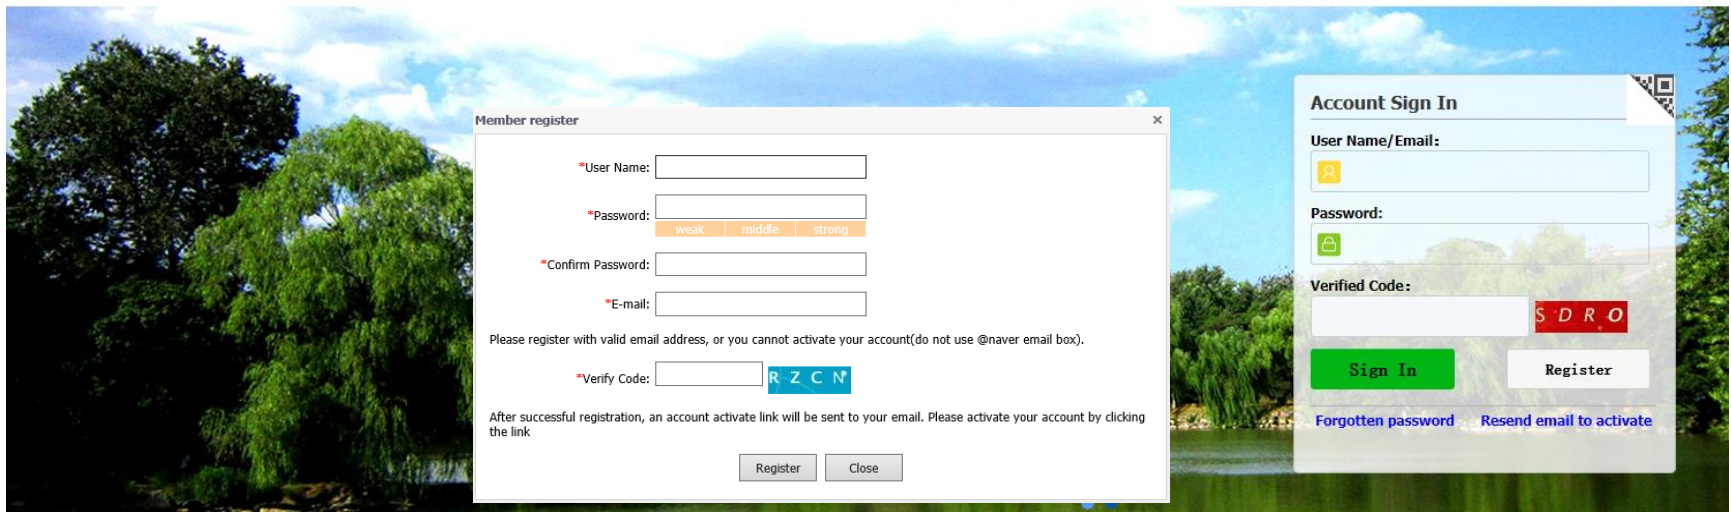 Member register ×
*User Name:
*Password:
weak middle strong
*Confirm Password:
*E-mail:
Please register with valid email address, or you cannot activate your account(do not use @naver email box).
*Verify Code: R Z C N
After successful registration, an account activate link will be sent to your email. Please activate your account by clicking
the link
Register Close
Account Sign In
User Name/Email:
Password:
Verified Code:
S D R O
Sign In Register
Forgotten password Resend email to activate